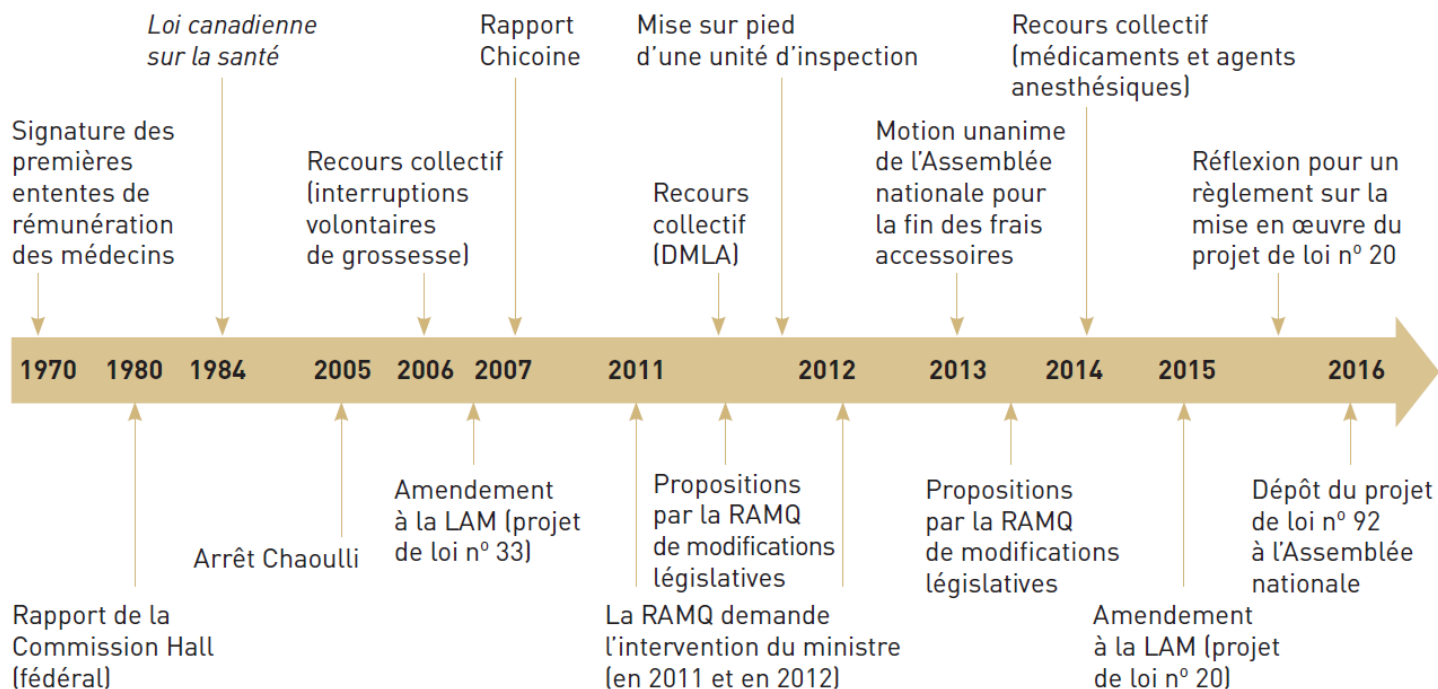 Loi canadienne
sur la santé
Rapport
Chicoine
Mise sur pied
d’une unité d’inspection
Recours collectif
(médicaments et agents
anesthésiques)
Signature des
premières
ententes de
rémunération
des médecins
Recours collectif
(interruptions
volontaires
de grossesse)
Recours
collectif
(DMLA)
Motion unanime
de l’Assemblée
nationale pour
la fin des frais
accessoires
Réflexion pour un
règlement sur la
mise en œuvre du
projet de loi nº 20
1970 1980 1984 2005 2006 2007 2011 2012 2013 2014 2015 2016
Arrêt Chaoulli
Amendement
à la LAM (projet
de loi nº 33)
Propositions
par la RAMQ
de modifications
législatives
Propositions
par la RAMQ
de modifications
législatives
Dépôt du projet
de loi nº 92
à l’Assemblée
nationale
Rapport de la
Commission Hall
(fédéral)
La RAMQ demande
l’intervention du ministre
(en 2011 et en 2012)
Amendement
à la LAM (projet
de loi nº 20)